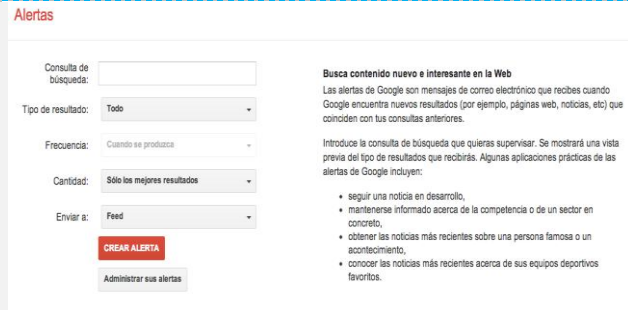 Alertas
Consulta de
búsqueda:
Tipo de resultado: Todo
Frecuencia: Cuando se produzca
Cantidad: Sólo los mejores resultados
Enviar a: Feed
CREAR ALERTA
Administrar sus alertas
Busca contenido nuevo e interesante en la Web
Las alertas de Google son mensajes de correo electrónico que recibes cuando
Google encuentra nuevos resultados (por ejemplo, páginas web, noticias, etc) que
coinciden con tus consultas anteriores.
Introduce la consulta de búsqueda que quieras supervisar. Se mostrará una vista
previa del tipo de resultados que recibirás. Algunas aplicaciones prácticas de las
alertas de Google incluyen:
• seguir una noticia en desarrollo,
• mantenerse informado acerca de la competencia o de un sector en
concreto,
• obtener las noticias más recientes sobre una persona famosa o un
acontecimiento,
• conocer las noticias más recientes acerca de sus equipos deportivos
favoritos.